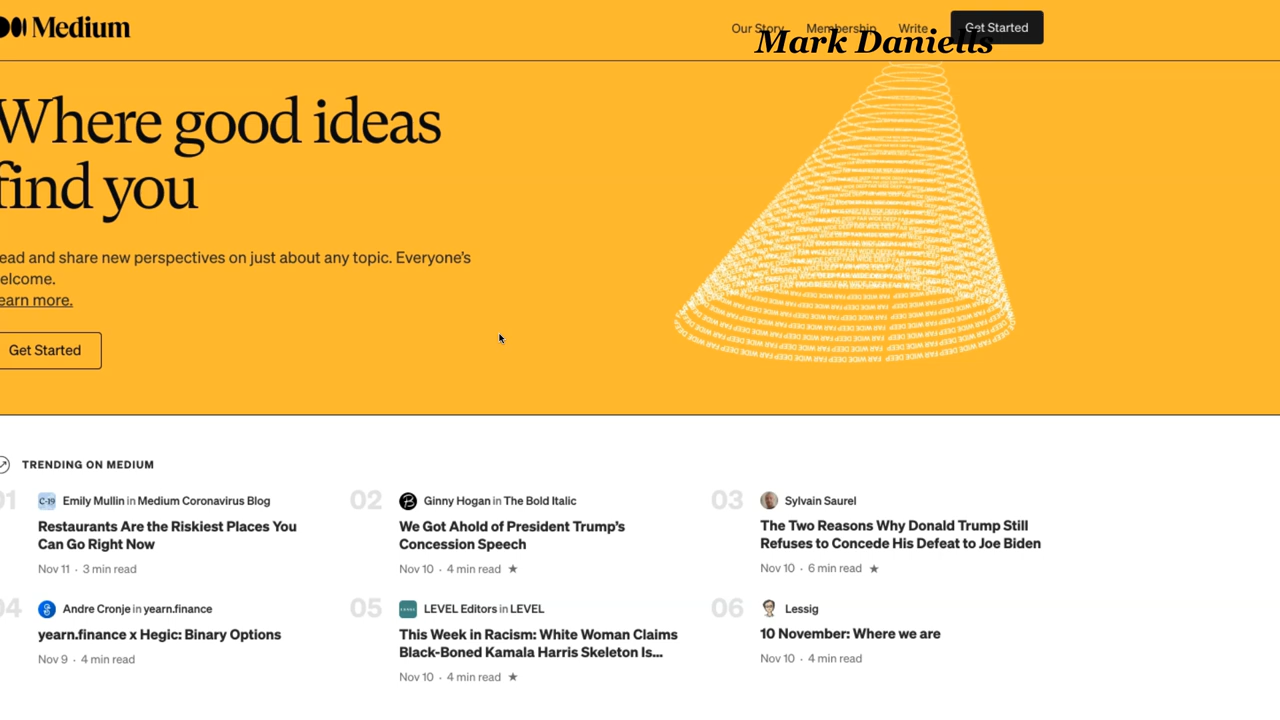 Medium
Our Story Membership Write Get Started
Mark Daniells
Where good ideas
find you
ead and share new perspectives on just about any topic. Everyone's
elcome.
earn more.
Get Started
TRENDING ON MEDIUM
01
C-19
Emily Mullin in Medium Coronavirus Blog
Restaurants Are the Riskiest Places You
Can Go Right Now
Nov 11 · 3 min read
02
Ginny Hogan in The Bold Italic
We Got Ahold of President Trump's
Concession Speech
Nov 10 · 4 min read ★
03
Sylvain Saurel
The Two Reasons Why Donald Trump Still
Refuses to Concede His Defeat to Joe Biden
Nov 10 · 6 min read ★
04
Andre Cronje in yearn.finance
yearn.finance x Hegic: Binary Options
Nov 9 · 4 min read
05
LEVEL Editors in LEVEL
This Week in Racism: White Woman Claims
Black-Boned Kamala Harris Skeleton Is...
Nov 10 · 4 min read ★
06
Lessig
10 November: Where we are
Nov 10 · 4 min read